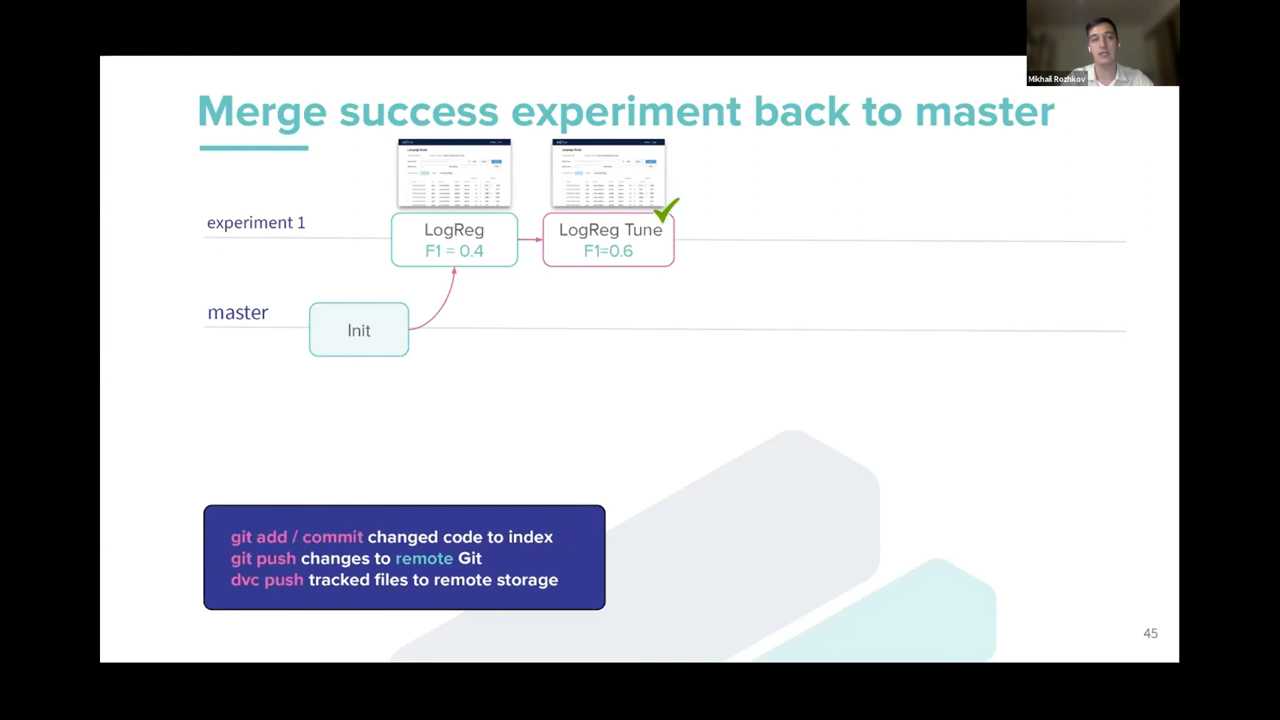 Mikhail Rozhkov
Merge success experiment back to master
experiment 1
LogReg
F1 = 0.4
LogReg Tune
F1=0.6
master
Init
git add / commit changed code to index
git push changes to remote Git
dvc push tracked files to remote storage
45